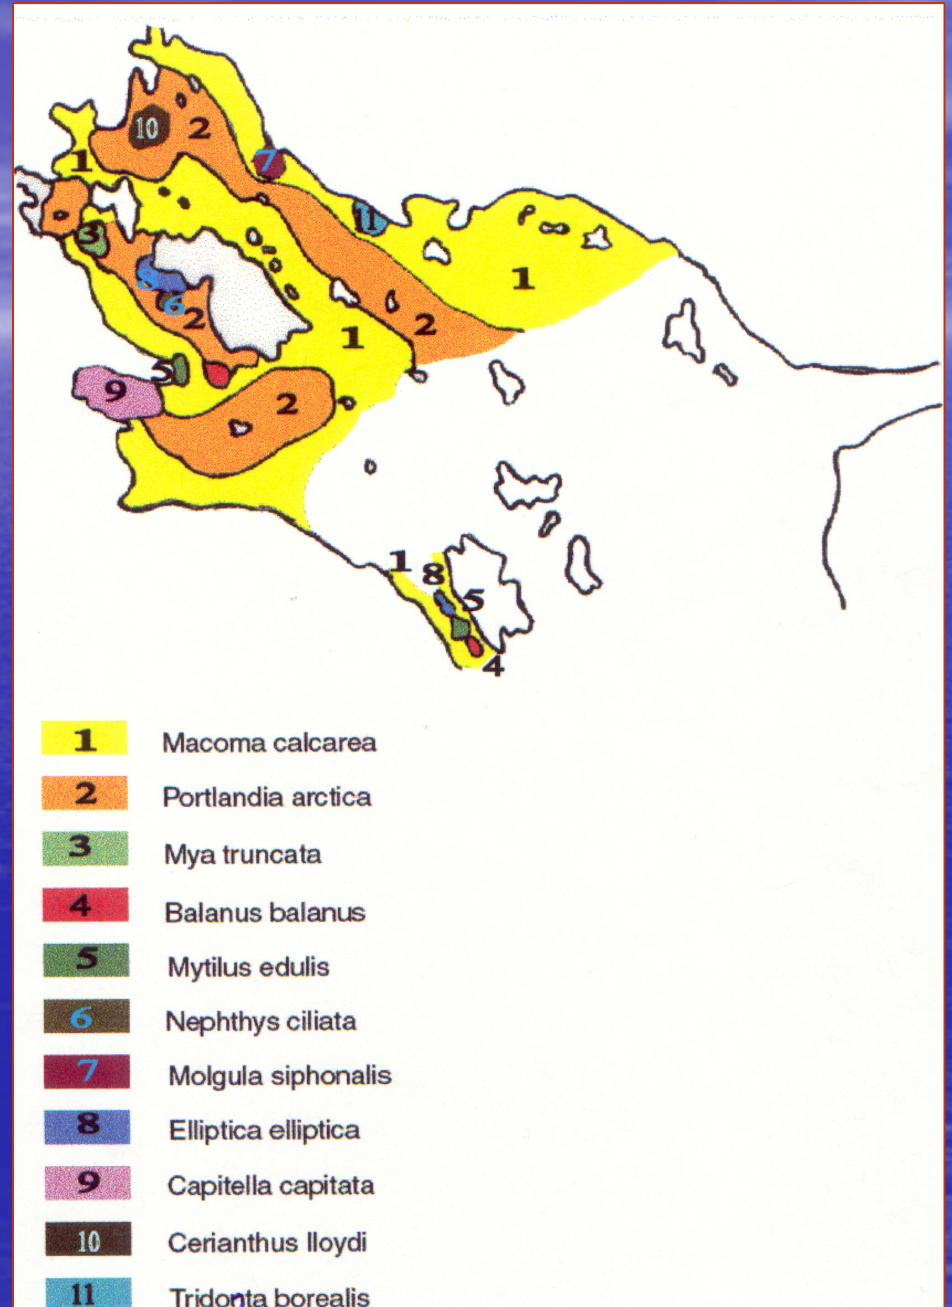 10
2
1
7
11
3
1
8
6
2
1
2
5
9
2
1
8
5
4
1 Macoma calcarea
2 Portlandia arctica
3 Mya truncata
4 Balanus balanus
5 Mytilus edulis
6 Nephthys ciliata
7 Molgula siphonalis
8 Elliptica elliptica
9 Capitella capitata
10 Cerianthus lloydi
11 Tridonta borealis